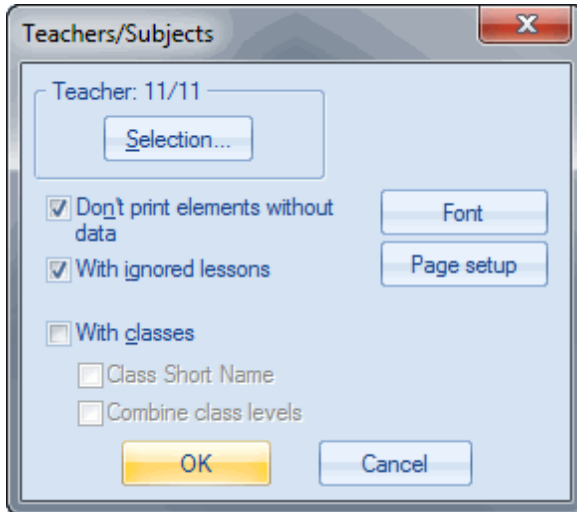 Teachers/Subjects
Teacher: 11/11
Selection...
Don't print elements without
data
Font
With ignored lessons
Page setup
With classes
Class Short Name
Combine class levels
OK
Cancel